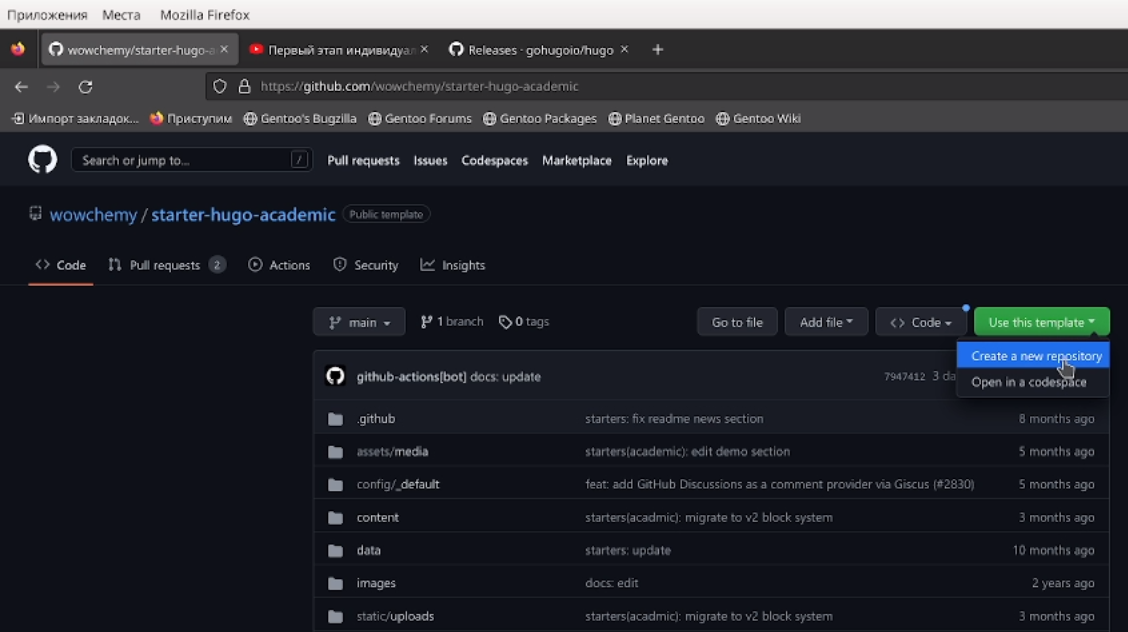 Приложения Места Mozilla Firefox
wowchemy/starter-hugo-a Первый этап индивидуал Releases · gohugoio/hugo
https://github.com/wowchemy/starter-hugo-academic
Импорт закладок... Приступим Gentoo's Bugzilla Gentoo Forums Gentoo Packages Planet Gentoo Gentoo Wiki
Search or jump to... / Pull requests Issues Codespaces Marketplace Explore
wowchemy / starter-hugo-academic Public template
<> Code Pull requests 2 Actions Security Insights
main 1 branch 0 tags Go to file Add file <> Code Use this template
Create a new repository
github-actions[bot] docs: update 7947412 3 da
Open in a codespace
.github starters: fix readme news section 8 months ago
assets/media starters(academic): edit demo section 5 months ago
config/_default feat: add GitHub Discussions as a comment provider via Giscus (#2830) 5 months ago
content starters(acadmic): migrate to v2 block system 3 months ago
data starters: update 10 months ago
images docs: edit 2 years ago
static/uploads starters(acadmic): migrate to v2 block system 3 months ago